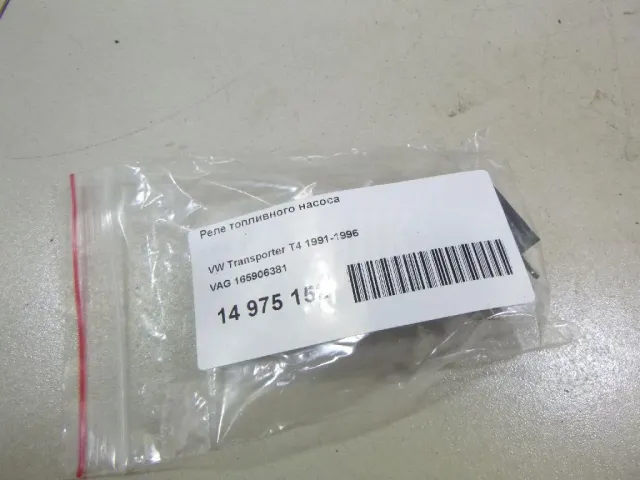 Реле топливного насоса
VW Transporter T4 1991-1996
VAG 165906381
14 975 15